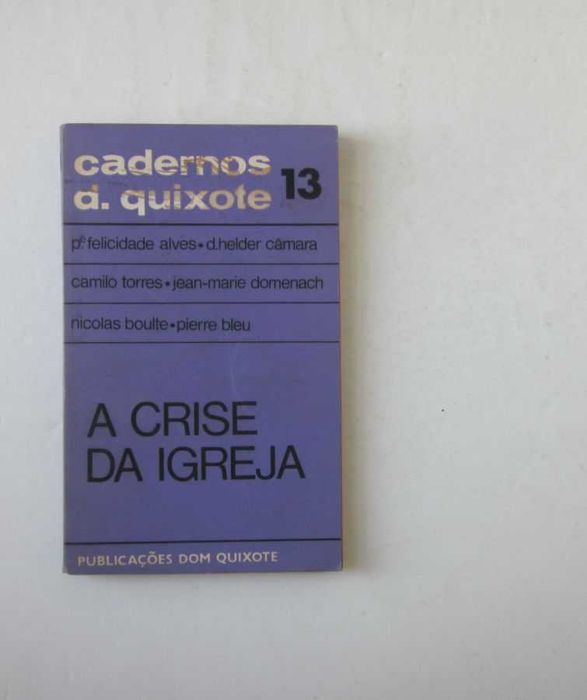 cadernos
d. quixote 13
pe felicidade alves • d.helder câmara
camilo torres • jean-marie domenach
nicolas boulte • pierre bleu
A CRISE
DA IGREJA
PUBLICAÇÕES DOM QUIXOTE